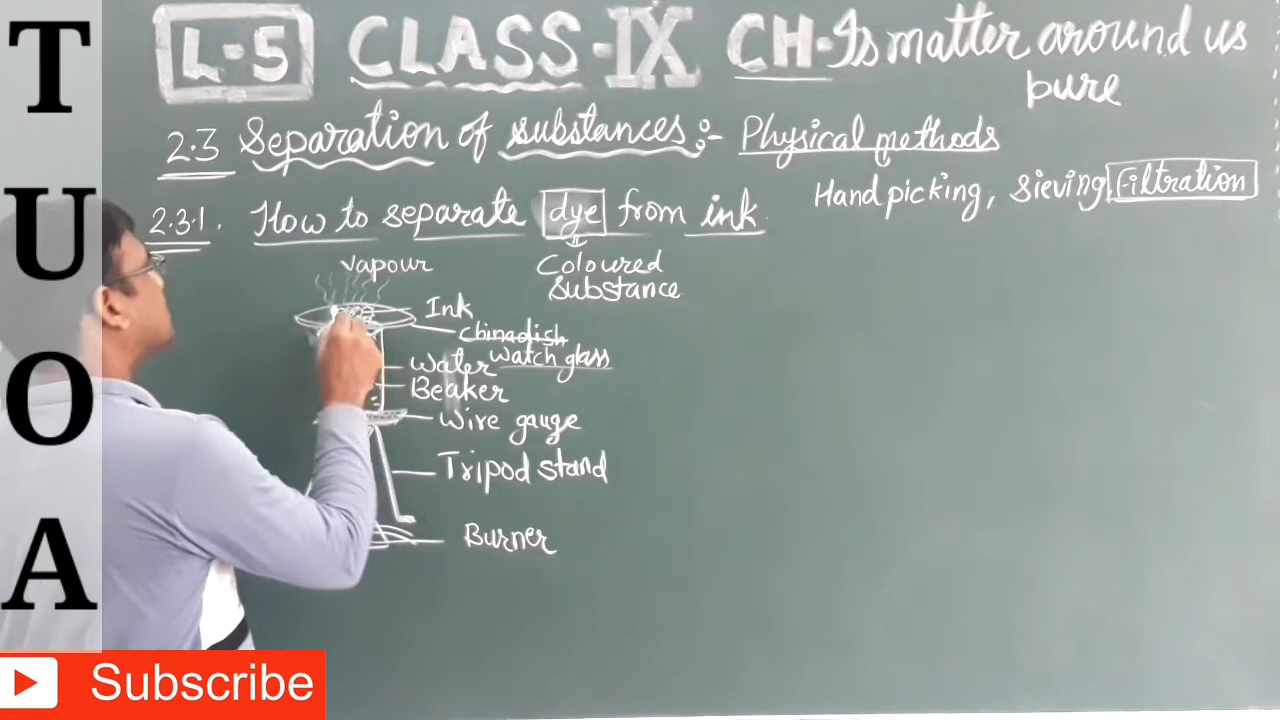 L-5 CLASS-IX CH-Is matter around us
pure
2.3 Separation of substances:- Physical methods
Hand picking, Sieving, Filtration
2.3.1. How to separate dye from ink.
Coloured
Substance
Vapour
Ink
Chinadish
Watch glass
Water
Beaker
Wire gauge
Tripod stand
Burner
T
U
O
A
Subscribe